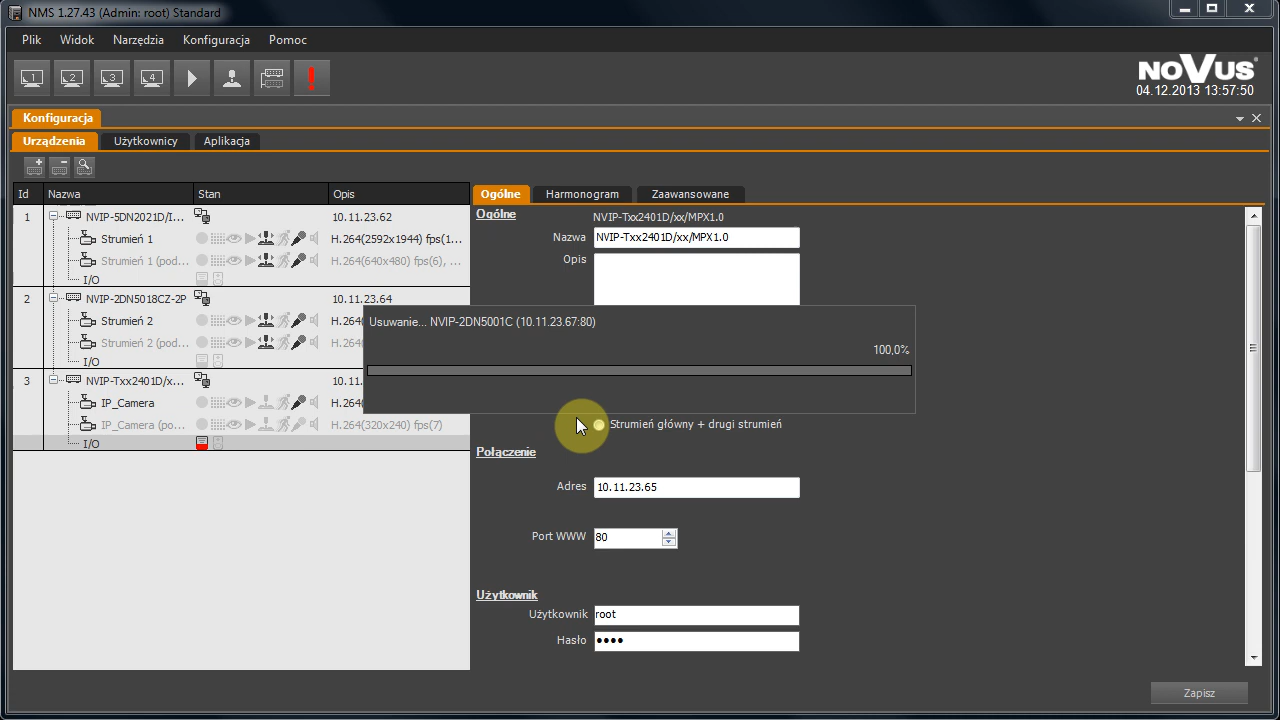 NMS 1.27.43 (Admin: root) Standard
Plik Widok Narzędzia Konfiguracja Pomoc
1 2 3 4
NOVUS
04.12.2013 13:57:50
Konfiguracja
Urządzenia Użytkownicy Aplikacja
Id Nazwa Stan Opis
Ogólne Harmonogram Zaawansowane
1 NVIP-5DN2021D/I... 10.11.23.62
Strumień 1 H.264(2592x1944) fps(1...
Strumień 1 (pod... H.264(640x480) fps(6), ...
I/O
2 NVIP-2DN5018CZ-2P 10.11.23.64
Strumień 2 H.264(
Strumień 2 (pod... H.264(
I/O
3 NVIP-Txx2401D/x... 10.11.
IP_Camera H.264(
IP_Camera (po... H.264(320x240) fps(7)
I/O
Ogólne NVIP-Txx2401D/xx/MPX1.0
Nazwa NVIP-Txx2401D/xx/MPX1.0
Opis
Usuwanie... NVIP-2DN5001C (10.11.23.67:80)
100,0%
Strumień główny + drugi strumień
Połączenie
Adres 10.11.23.65
Port WWW 80
Użytkownik
Użytkownik root
Hasło ••••
Zapisz